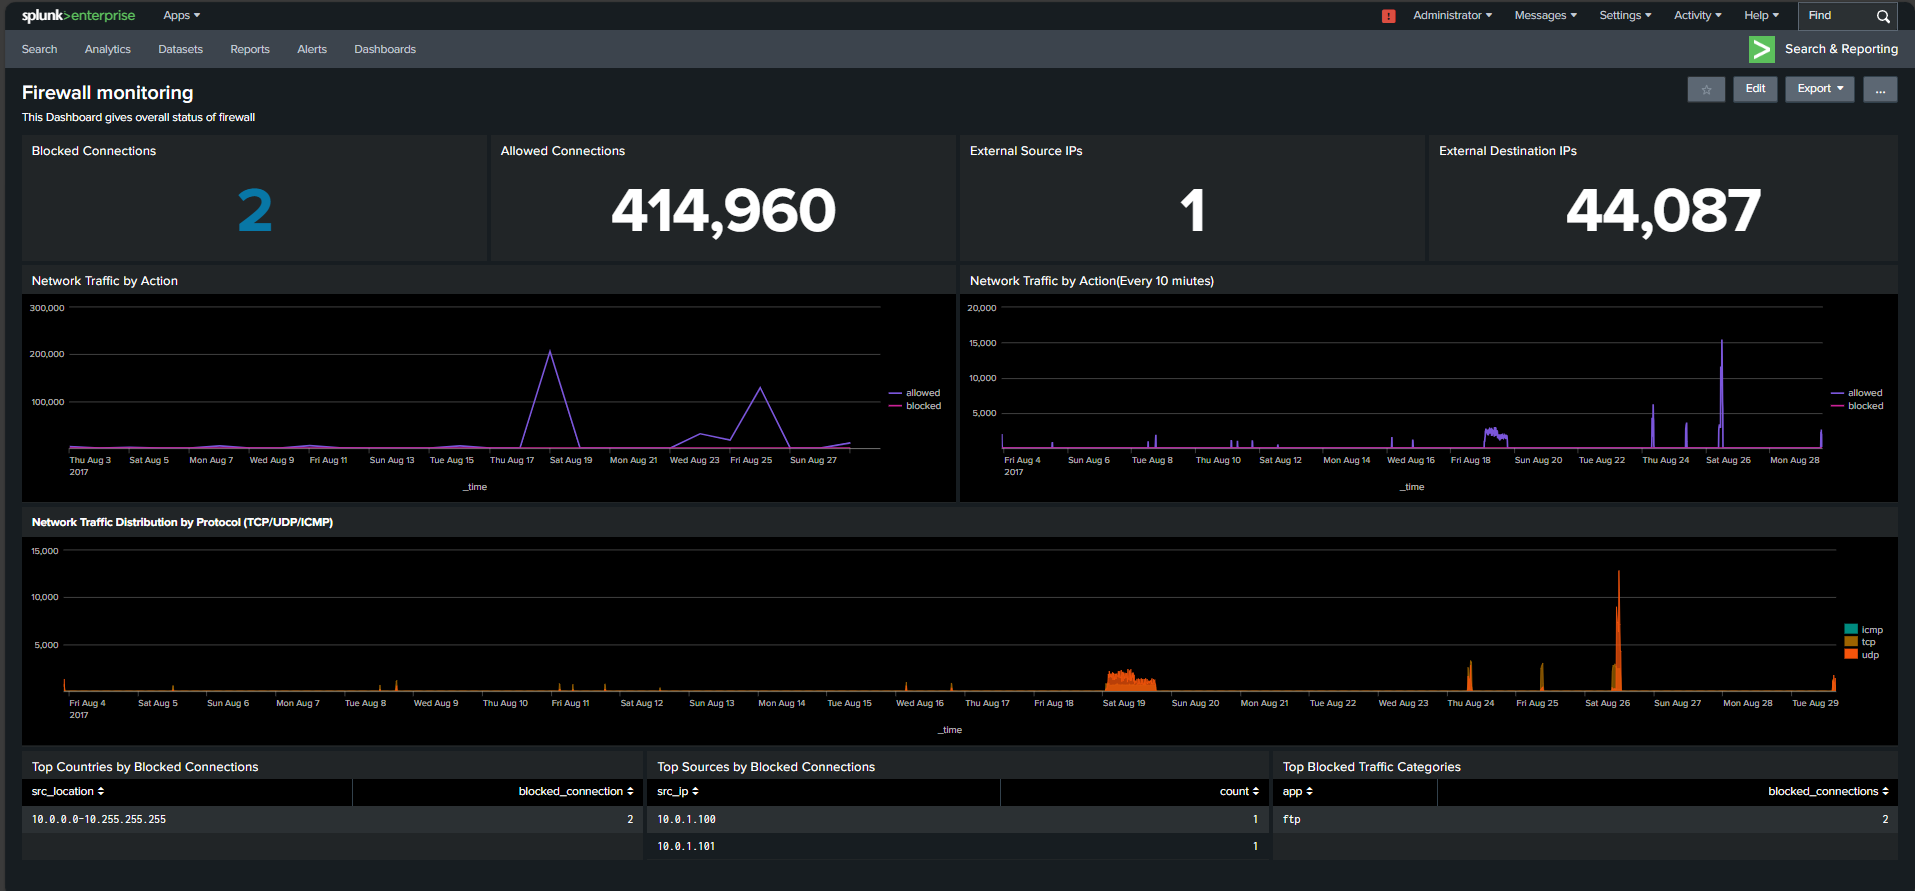 splunk>enterprise Apps ! Administrator Messages Settings Activity Help Find
Search Analytics Datasets Reports Alerts Dashboards > Search & Reporting
Firewall monitoring Edit Export ...
This Dashboard gives overall status of firewall
Blocked Connections Allowed Connections External Source IPs External Destination IPs
2 414,960 1 44,087
Network Traffic by Action
300,000
200,000
100,000
allowed
blocked
Thu Aug 3 Sat Aug 5 Mon Aug 7 Wed Aug 9 Fri Aug 11 Sun Aug 13 Tue Aug 15 Thu Aug 17 Sat Aug 19 Mon Aug 21 Wed Aug 23 Fri Aug 25 Sun Aug 27
2017
_time
Network Traffic by Action(Every 10 miutes)
20,000
15,000
10,000
5,000
allowed
blocked
Fri Aug 4 Sun Aug 6 Tue Aug 8 Thu Aug 10 Sat Aug 12 Mon Aug 14 Wed Aug 16 Fri Aug 18 Sun Aug 20 Tue Aug 22 Thu Aug 24 Sat Aug 26 Mon Aug 28
2017
_time
Network Traffic Distribution by Protocol (TCP/UDP/ICMP)
15,000
10,000
5,000
icmp
tcp
udp
Fri Aug 4 Sat Aug 5 Sun Aug 6 Mon Aug 7 Tue Aug 8 Wed Aug 9 Thu Aug 10 Fri Aug 11 Sat Aug 12 Sun Aug 13 Mon Aug 14 Tue Aug 15 Wed Aug 16 Thu Aug 17 Fri Aug 18 Sat Aug 19 Sun Aug 20 Mon Aug 21 Tue Aug 22 Wed Aug 23 Thu Aug 24 Fri Aug 25 Sat Aug 26 Sun Aug 27 Mon Aug 28 Tue Aug 29
2017
_time
Top Countries by Blocked Connections
src_location blocked_connection
10.0.0.0-10.255.255.255 2
Top Sources by Blocked Connections
src_ip count
10.0.1.100 1
10.0.1.101 1
Top Blocked Traffic Categories
app blocked_connections
ftp 2